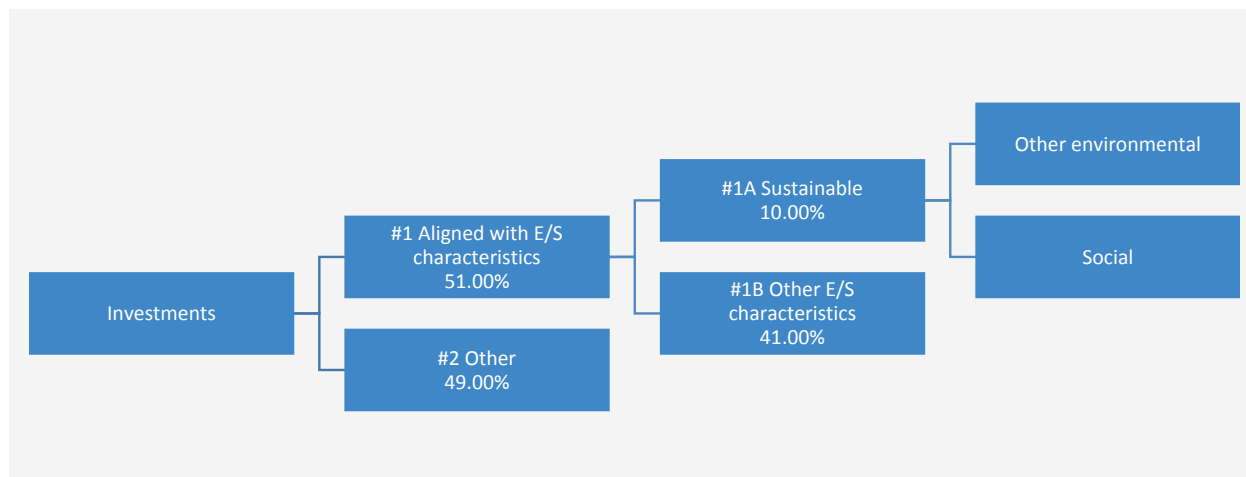 Investments
#1 Aligned with E/S
characteristics
51.00%
#2 Other
49.00%
#1A Sustainable
10.00%
#1B Other E/S
characteristics
41.00%
Other environmental
Social